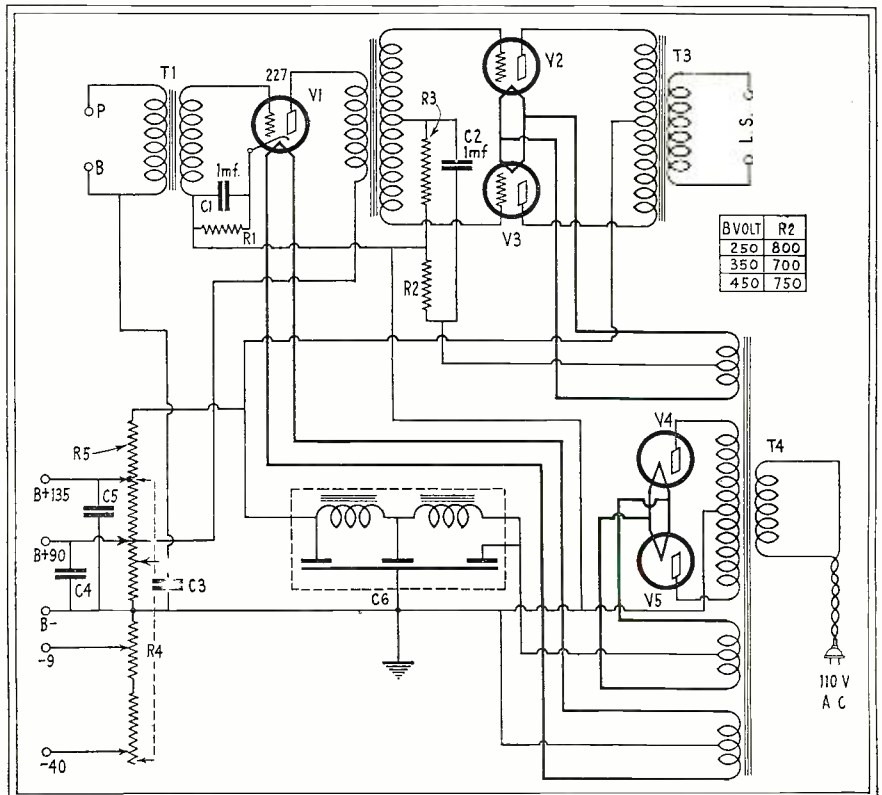 T1
227
V1
P
B
1mf.
C1
R1
R3
C2
1mf
V2
V3
T3
L.S.
R2
B VOLT R2
250 800
350 700
450 750
R5
B+135
C5
B+90
C4
C3
B-
-9
R4
-40
C6
V4
V5
T4
110 V
A C